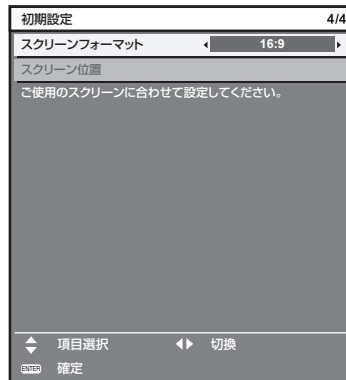 初期設定 4/4
スクリーンフォーマット 16:9
スクリーン位置
ご使用のスクリーンに合わせて設定してください。
項目選択 切換
ENTER 確定